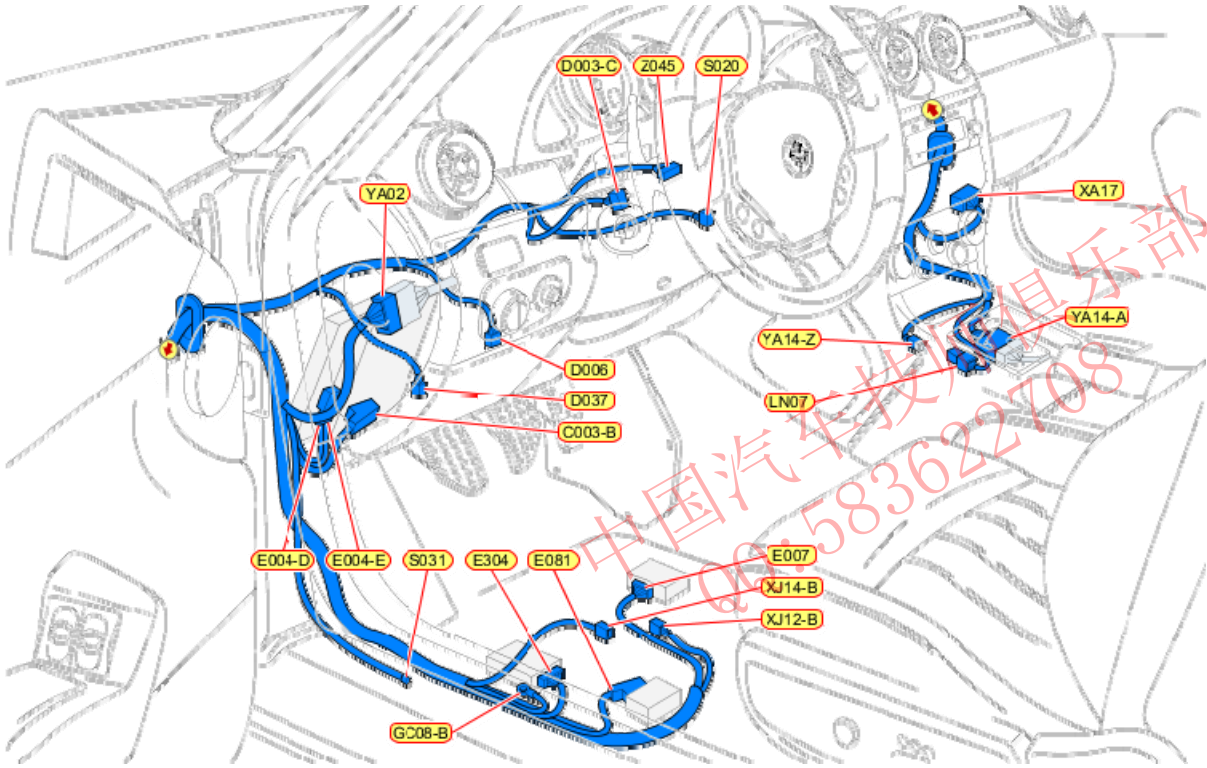 D003-C
Z045
S020
YA02
XA17
YA14-A
YA14-Z
D006
D037
LN07
C003-B
E004-D
E004-E
S031
E304
E081
E007
XJ14-B
XJ12-B
GC08-B
中国汽车技师俱乐部
QQ:583622708